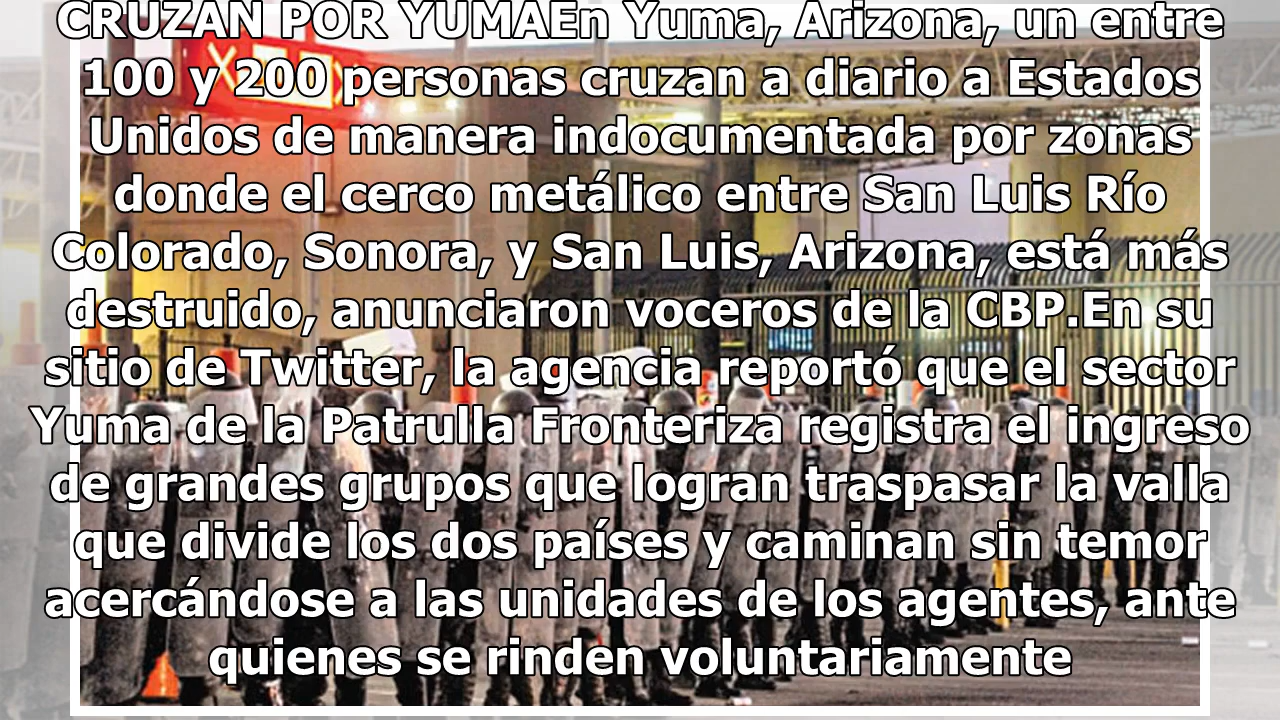 CRUZAN POR YUMAEn Yuma, Arizona, un entre
100 y 200 personas cruzan a diario a Estados
Unidos de manera indocumentada por zonas
donde el cerco metálico entre San Luis Río
Colorado, Sonora, y San Luis, Arizona, está más
destruido, anunciaron voceros de la CBP.En su
sitio de Twitter, la agencia reportó que el sector
Yuma de la Patrulla Fronteriza registra el ingreso
de grandes grupos que logran traspasar la valla
que divide los dos países y caminan sin temor
acercándose a las unidades de los agentes, ante
quienes se rinden voluntariamente